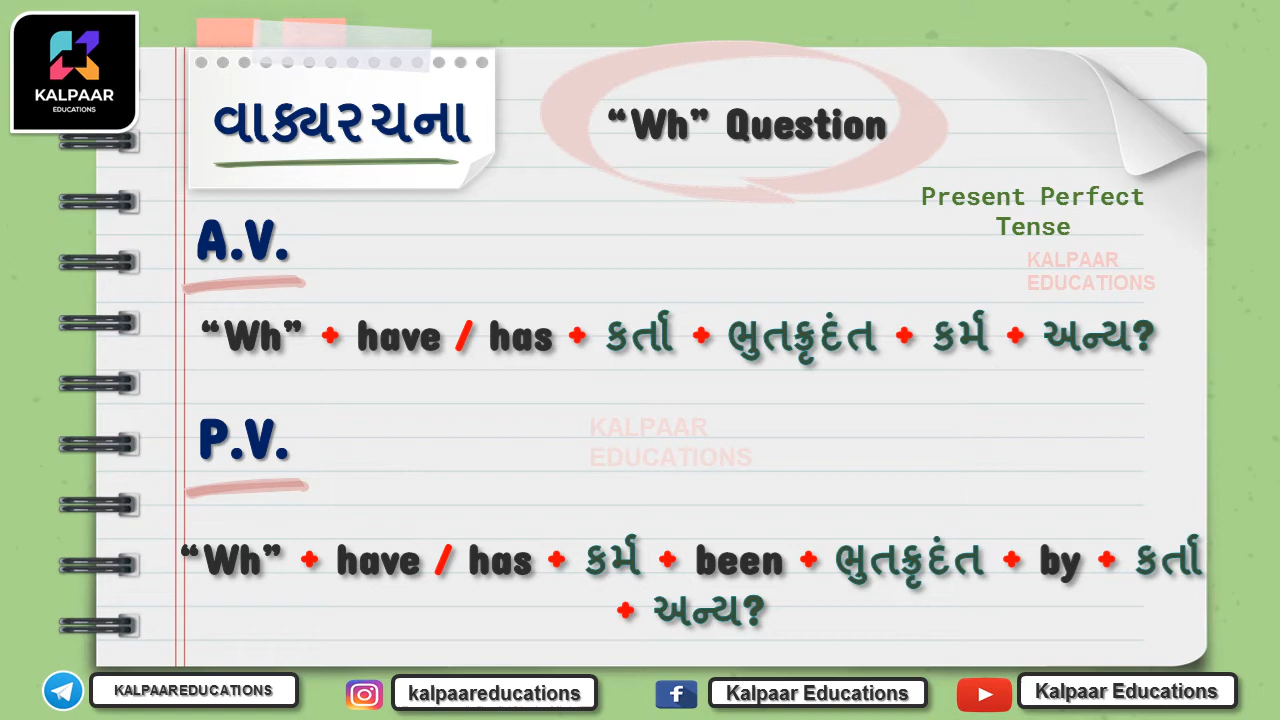 KALPAAR
EDUCATIONS
વાક્યરચના
“Wh” Question
Present Perfect
Tense
KALPAAR
EDUCATIONS
A.V.
“Wh” + have / has + કર્તા + ભુતકૃદંત + કર્મ + અન્ય?
P.V.
KALPAAR
EDUCATIONS
“Wh” + have / has + કર્મ + been + ભુતકૃદંત + by + કર્તા
+ અન્ય?
KALPAAREDUCATIONS
kalpaareducations
Kalpaar Educations
Kalpaar Educations